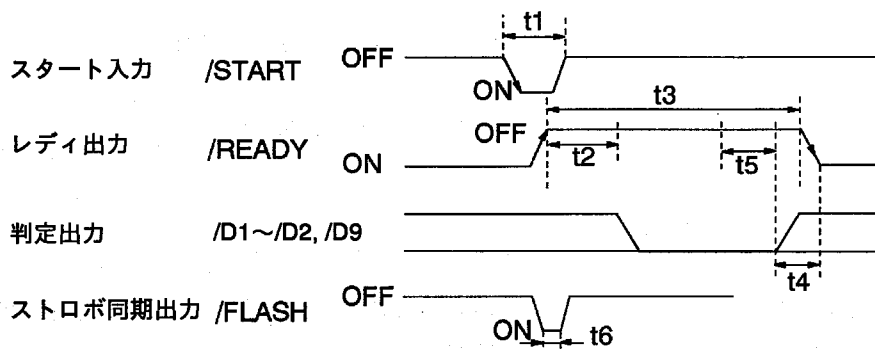 t1
スタート入力 /START OFF
ON
t3
レディ出力 /READY OFF
ON
t2 t5
判定出力 /D1～/D2, /D9
t4
ストロボ同期出力 /FLASH OFF
ON t6